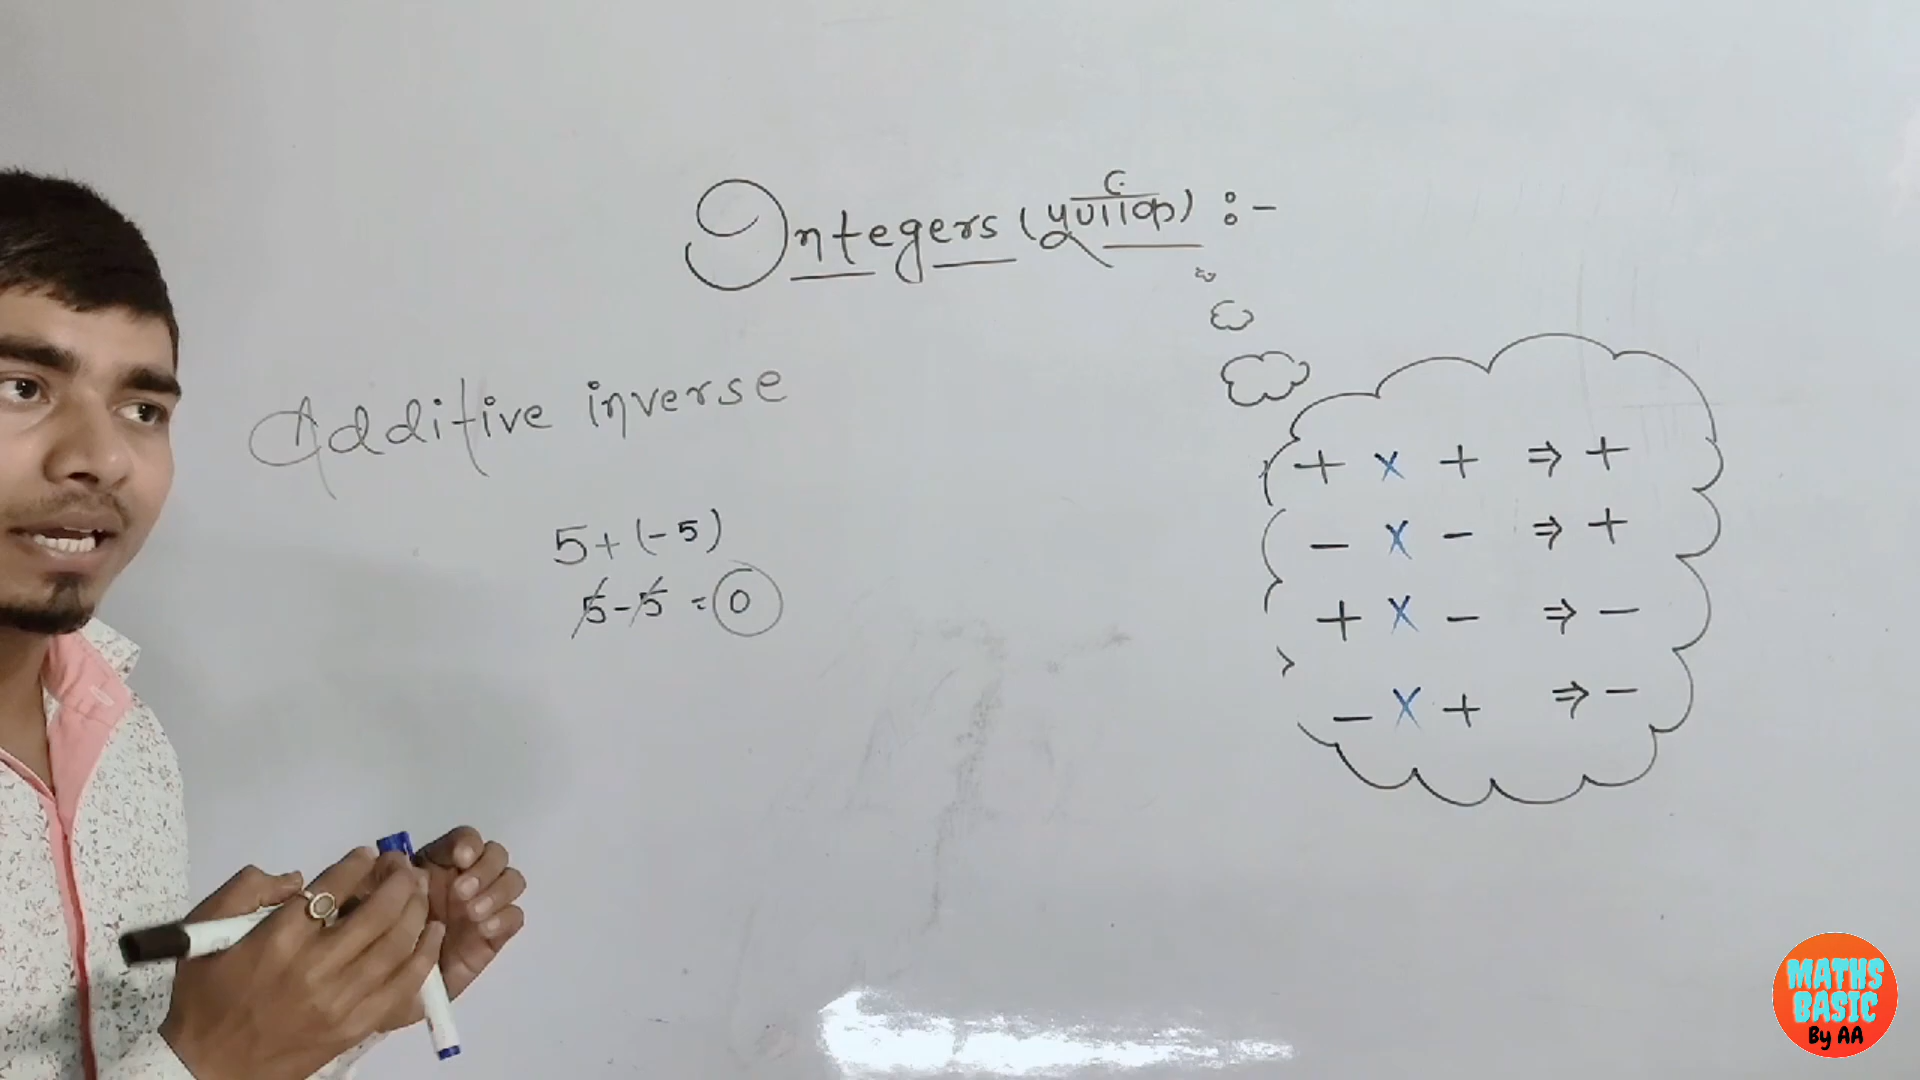 Integers (पूर्णांक) :-
Additive inverse
5+(-5)
5-5 = 0
+ x + ⇒ +
- x - ⇒ +
+ x - ⇒ -
- x + ⇒ -
MATHS
BASIC
By AA